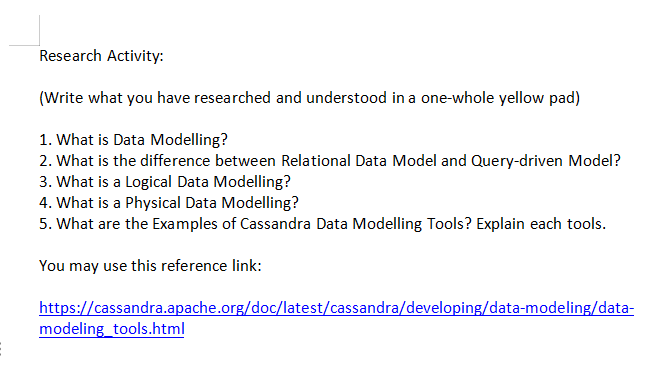 Research Activity:
(Write what you have researched and understood in a one-whole yellow pad)
1. What is Data Modelling?
2. What is the difference between Relational Data Model and Query-driven Model?
3. What is a Logical Data Modelling?
4. What is a Physical Data Modelling?
5. What are the Examples of Cassandra Data Modelling Tools? Explain each tools.
You may use this reference link:
https://cassandra.apache.org/doc/latest/cassandra/developing/data-modeling/data-
modeling_tools.html